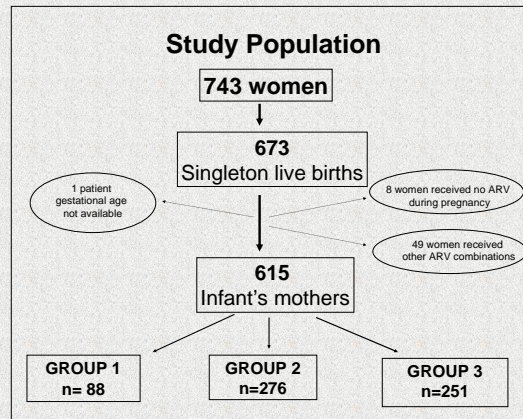 Study Population
743 women
673
Singleton live births
1 patient
gestational age
not available
8 women received no ARV
during pregnancy
49 women received
other ARV combinations
615
Infant's mothers
GROUP 1
n= 88
GROUP 2
n=276
GROUP 3
n=251